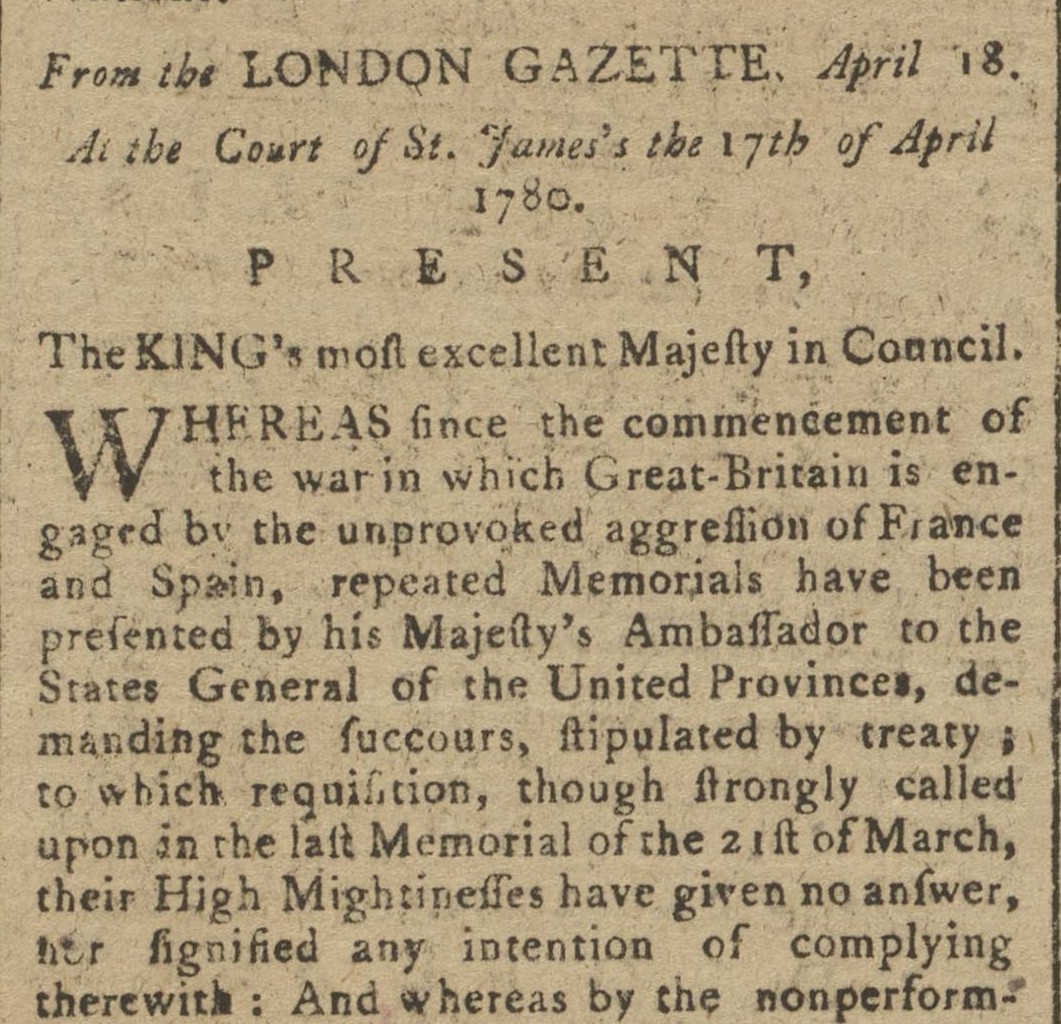 From the LONDON GAZETTE, April 18.
At the Court of St. James's the 17th of April
1780.
P R E S E N T,
The KING's moſt excellent Majeſty in Council.
WHEREAS ſince the commencement of
the war in which Great-Britain is en-
gaged by the unprovoked aggreſſion of France
and Spain, repeated Memorials have been
preſented by his Majeſty's Ambaſſador to the
States General of the United Provinces, de-
manding the ſuccours, ſtipulated by treaty ;
to which requiſition, though ſtrongly called
upon in the laſt Memorial of the 21ſt of March,
their High Mightineſſes have given no anſwer,
nor ſignified any intention of complying
therewith : And whereas by the nonperform-